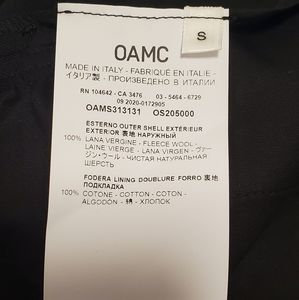 S
OAMC
MADE IN ITALY - FABRIQUÉ EN ITALIE -
イタリア製 - ПРОИЗВЕДЕНО В ИТАЛИИ
RN 104642 - CA 3476 03 - 5464 - 6729
09 2020-0172905
OAMS313131 OS205000
ESTERNO OUTER SHELL EXTÉRIEUR
EXTERIOR 裏地 НАРУЖНЫЙ
100% LANA VERGINE - FLEECE WOOL -
LAINE VIERGE - LANA VIRGEN - ヴァー
ジン・ウール - ЧИСТАЯ НАТУРАЛЬНАЯ
ШЕРСТЬ
FODERA LINING DOUBLURE FORRO 裏地
ПОДКЛАДКА
100% COTONE - COTTON - COTON -
ALGODÓN - 綿 - ХЛОПОК